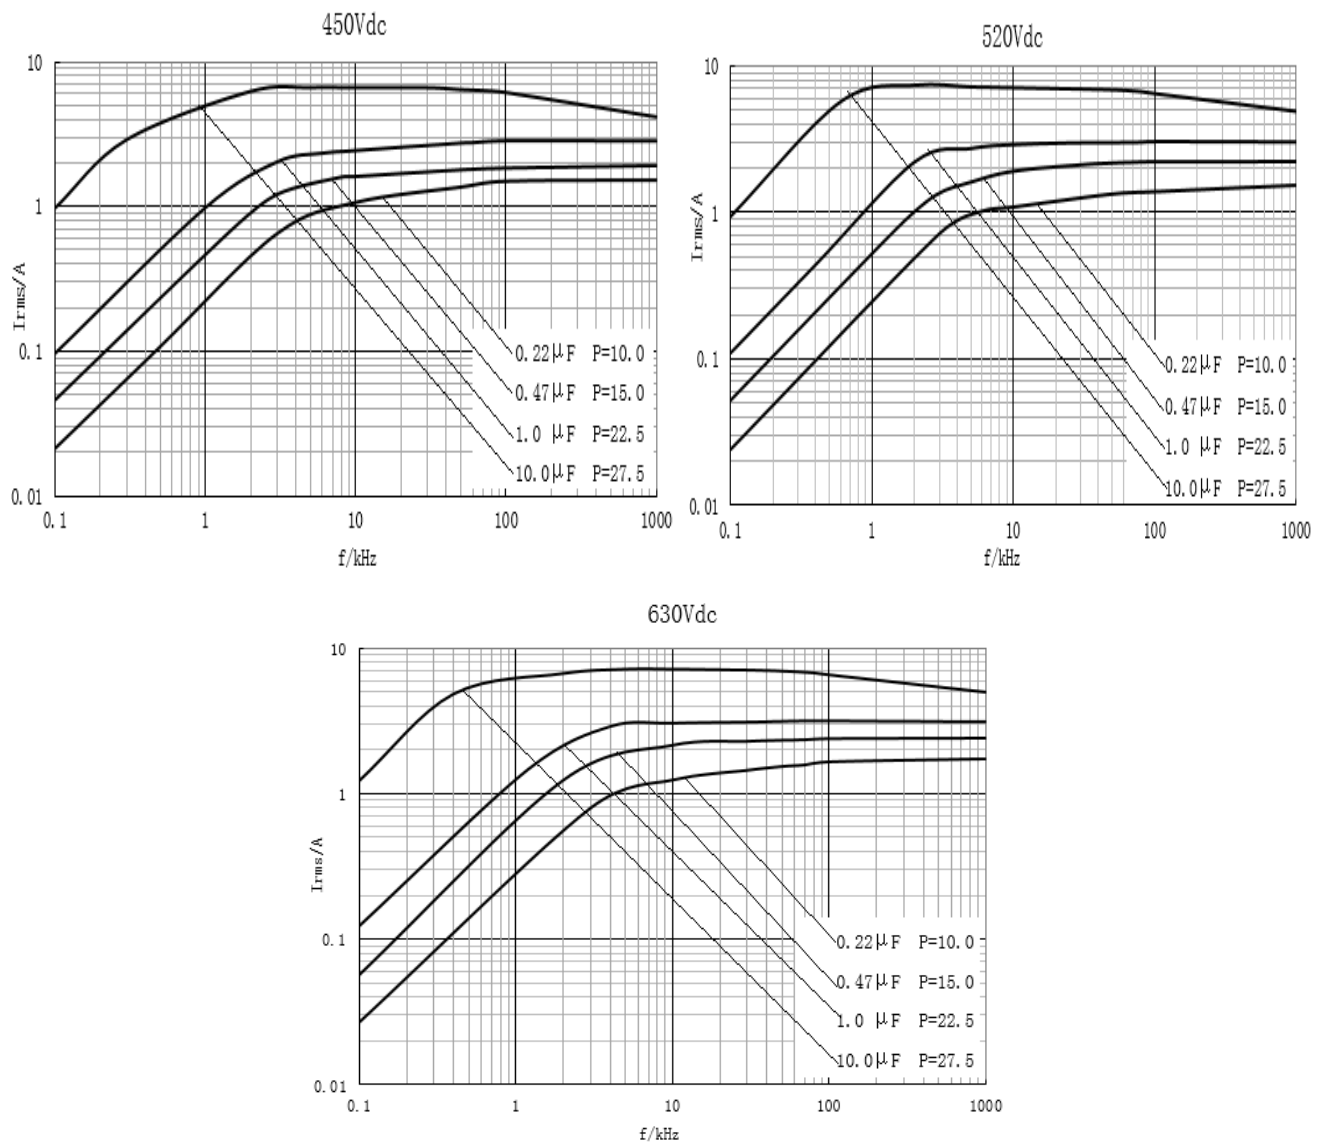 450Vdc
10
1
0.1
0.01
Irms/A
0.22μF P=10.0
0.47μF P=15.0
1.0 μF P=22.5
10.0μF P=27.5
0.1 1 10 100 1000
f/kHz
520Vdc
10
1
0.1
0.01
Irms/A
0.22μF P=10.0
0.47μF P=15.0
1.0 μF P=22.5
10.0μF P=27.5
0.1 1 10 100 1000
f/kHz
630Vdc
10
1
0.1
0.01
Irms/A
0.22μF P=10.0
0.47μF P=15.0
1.0 μF P=22.5
10.0μF P=27.5
0.1 1 10 100 1000
f/kHz